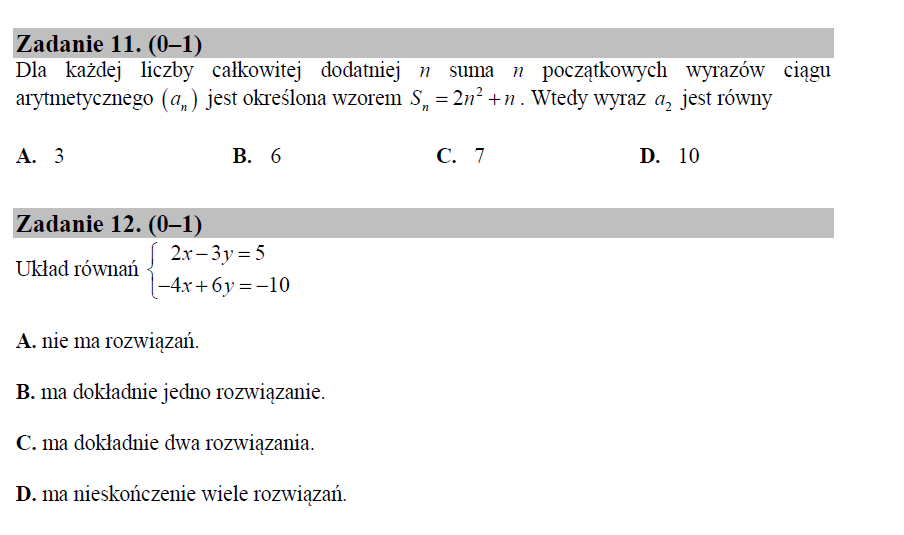 Zadanie 11. (0–1)
Dla każdej liczby całkowitej dodatniej n suma n początkowych wyrazów ciągu
arytmetycznego (aₙ) jest określona wzorem Sₙ = 2n² + n . Wtedy wyraz a₂ jest równy
A. 3 B. 6 C. 7 D. 10
Zadanie 12. (0–1)
Układ równań { 2x − 3y = 5
−4x + 6y = −10
A. nie ma rozwiązań.
B. ma dokładnie jedno rozwiązanie.
C. ma dokładnie dwa rozwiązania.
D. ma nieskończenie wiele rozwiązań.